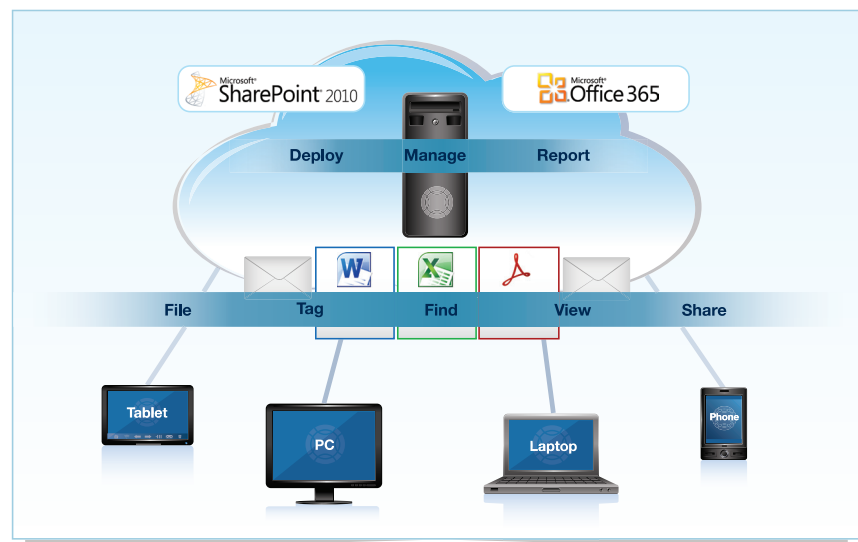 Microsoft®
SharePoint® 2010
Microsoft®
Office 365
Deploy Manage Report
File Tag Find View Share
Tablet
PC
Laptop
Phone